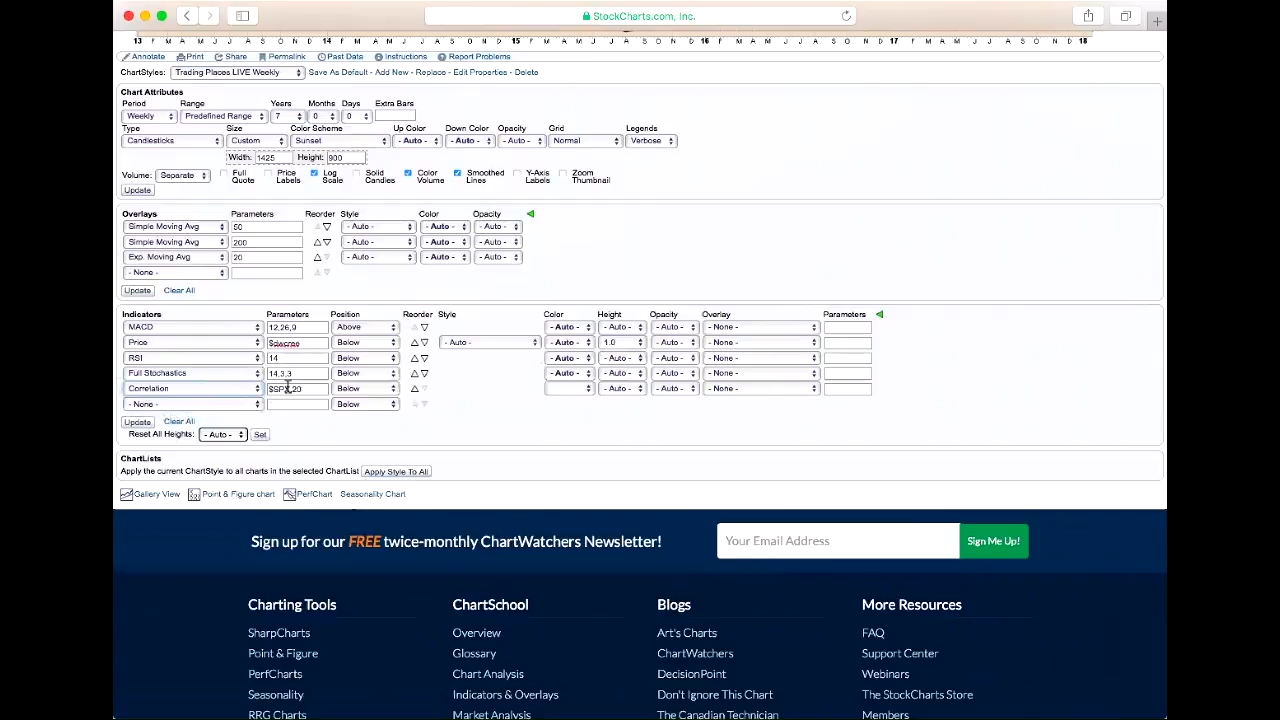 StockCharts.com, Inc.
13 F M A M J J A S O N D 14 F M A M J J A S O N D 15 F M A M J J A S O N D 16 F M A M J J A S O N D 17 F M A M J J A S O N D 18
Annotate Print Share Permalink Past Data Instructions Report Problems
ChartStyles: Trading Places LIVE Weekly Save As Default - Add New - Replace - Edit Properties - Delete
Chart Attributes
Period Range Years Months Days Extra Bars
Weekly Predefined Range 7 0 0
Type Size Color Scheme Up Color Down Color Opacity Grid Legends
Candlesticks Custom Sunset - Auto - - Auto - - Auto - Normal Verbose
Width: 1425 Height: 900
Volume: Separate Full Quote Price Labels Log Scale Solid Candles Color Volume Smoothed Lines Y-Axis Labels Zoom Thumbnail
Update
Overlays Parameters Reorder Style Color Opacity
Simple Moving Avg 50 - Auto - - Auto - - Auto -
Simple Moving Avg 200 - Auto - - Auto - - Auto -
Exp. Moving Avg 20 - Auto - - Auto - - Auto -
- None -
Update Clear All
Indicators Parameters Position Reorder Style Color Height Opacity Overlay Parameters
MACD 12,26,9 Above - Auto - - Auto - - Auto - - None -
Price Below - Auto - - Auto - 1.0 - Auto - - None -
RSI 14 Below - Auto - - Auto - - Auto - - None -
Full Stochastics 14,3,3 Below - Auto - - Auto - - Auto - - None -
Correlation Below - Auto - - Auto - - None -
- None - Below
Update Clear All
Reset All Heights: - Auto - Set
ChartLists
Apply the current ChartStyle to all charts in the selected ChartList Apply Style To All
Gallery View Point & Figure chart PerfChart Seasonality Chart
Sign up for our FREE twice-monthly ChartWatchers Newsletter! Your Email Address Sign Me Up!
Charting Tools ChartSchool Blogs More Resources
SharpCharts Overview Art's Charts FAQ
Point & Figure Glossary ChartWatchers Support Center
PerfCharts Chart Analysis DecisionPoint Webinars
Seasonality Indicators & Overlays Don't Ignore This Chart The StockCharts Store
RRG Charts Market Analysis The Canadian Technician Members